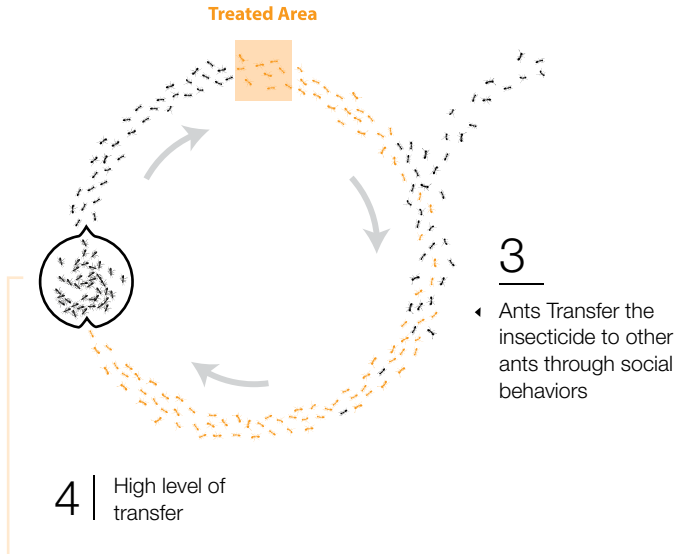 Treated Area
3
Ants Transfer the
insecticide to other
ants through social
behaviors
4
High level of
transfer